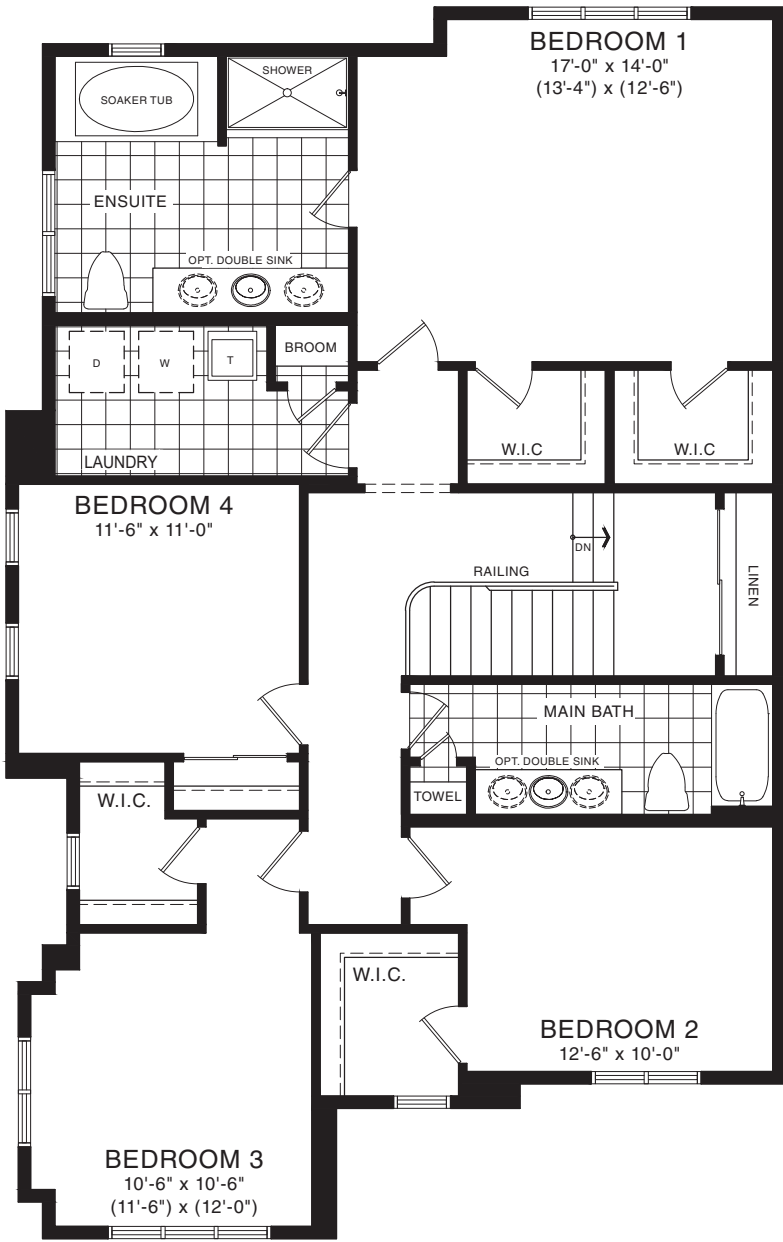 BEDROOM 1
17'-0" x 14'-0"
(13'-4") x (12'-6")
SHOWER
SOAKER TUB
ENSUITE
OPT. DOUBLE SINK
BROOM
D
W
T
LAUNDRY
W.I.C
W.I.C
BEDROOM 4
11'-6" x 11'-0"
DN
RAILING
LINEN
MAIN BATH
OPT. DOUBLE SINK
TOWEL
W.I.C.
W.I.C.
BEDROOM 2
12'-6" x 10'-0"
BEDROOM 3
10'-6" x 10'-6"
(11'-6") x (12'-0")